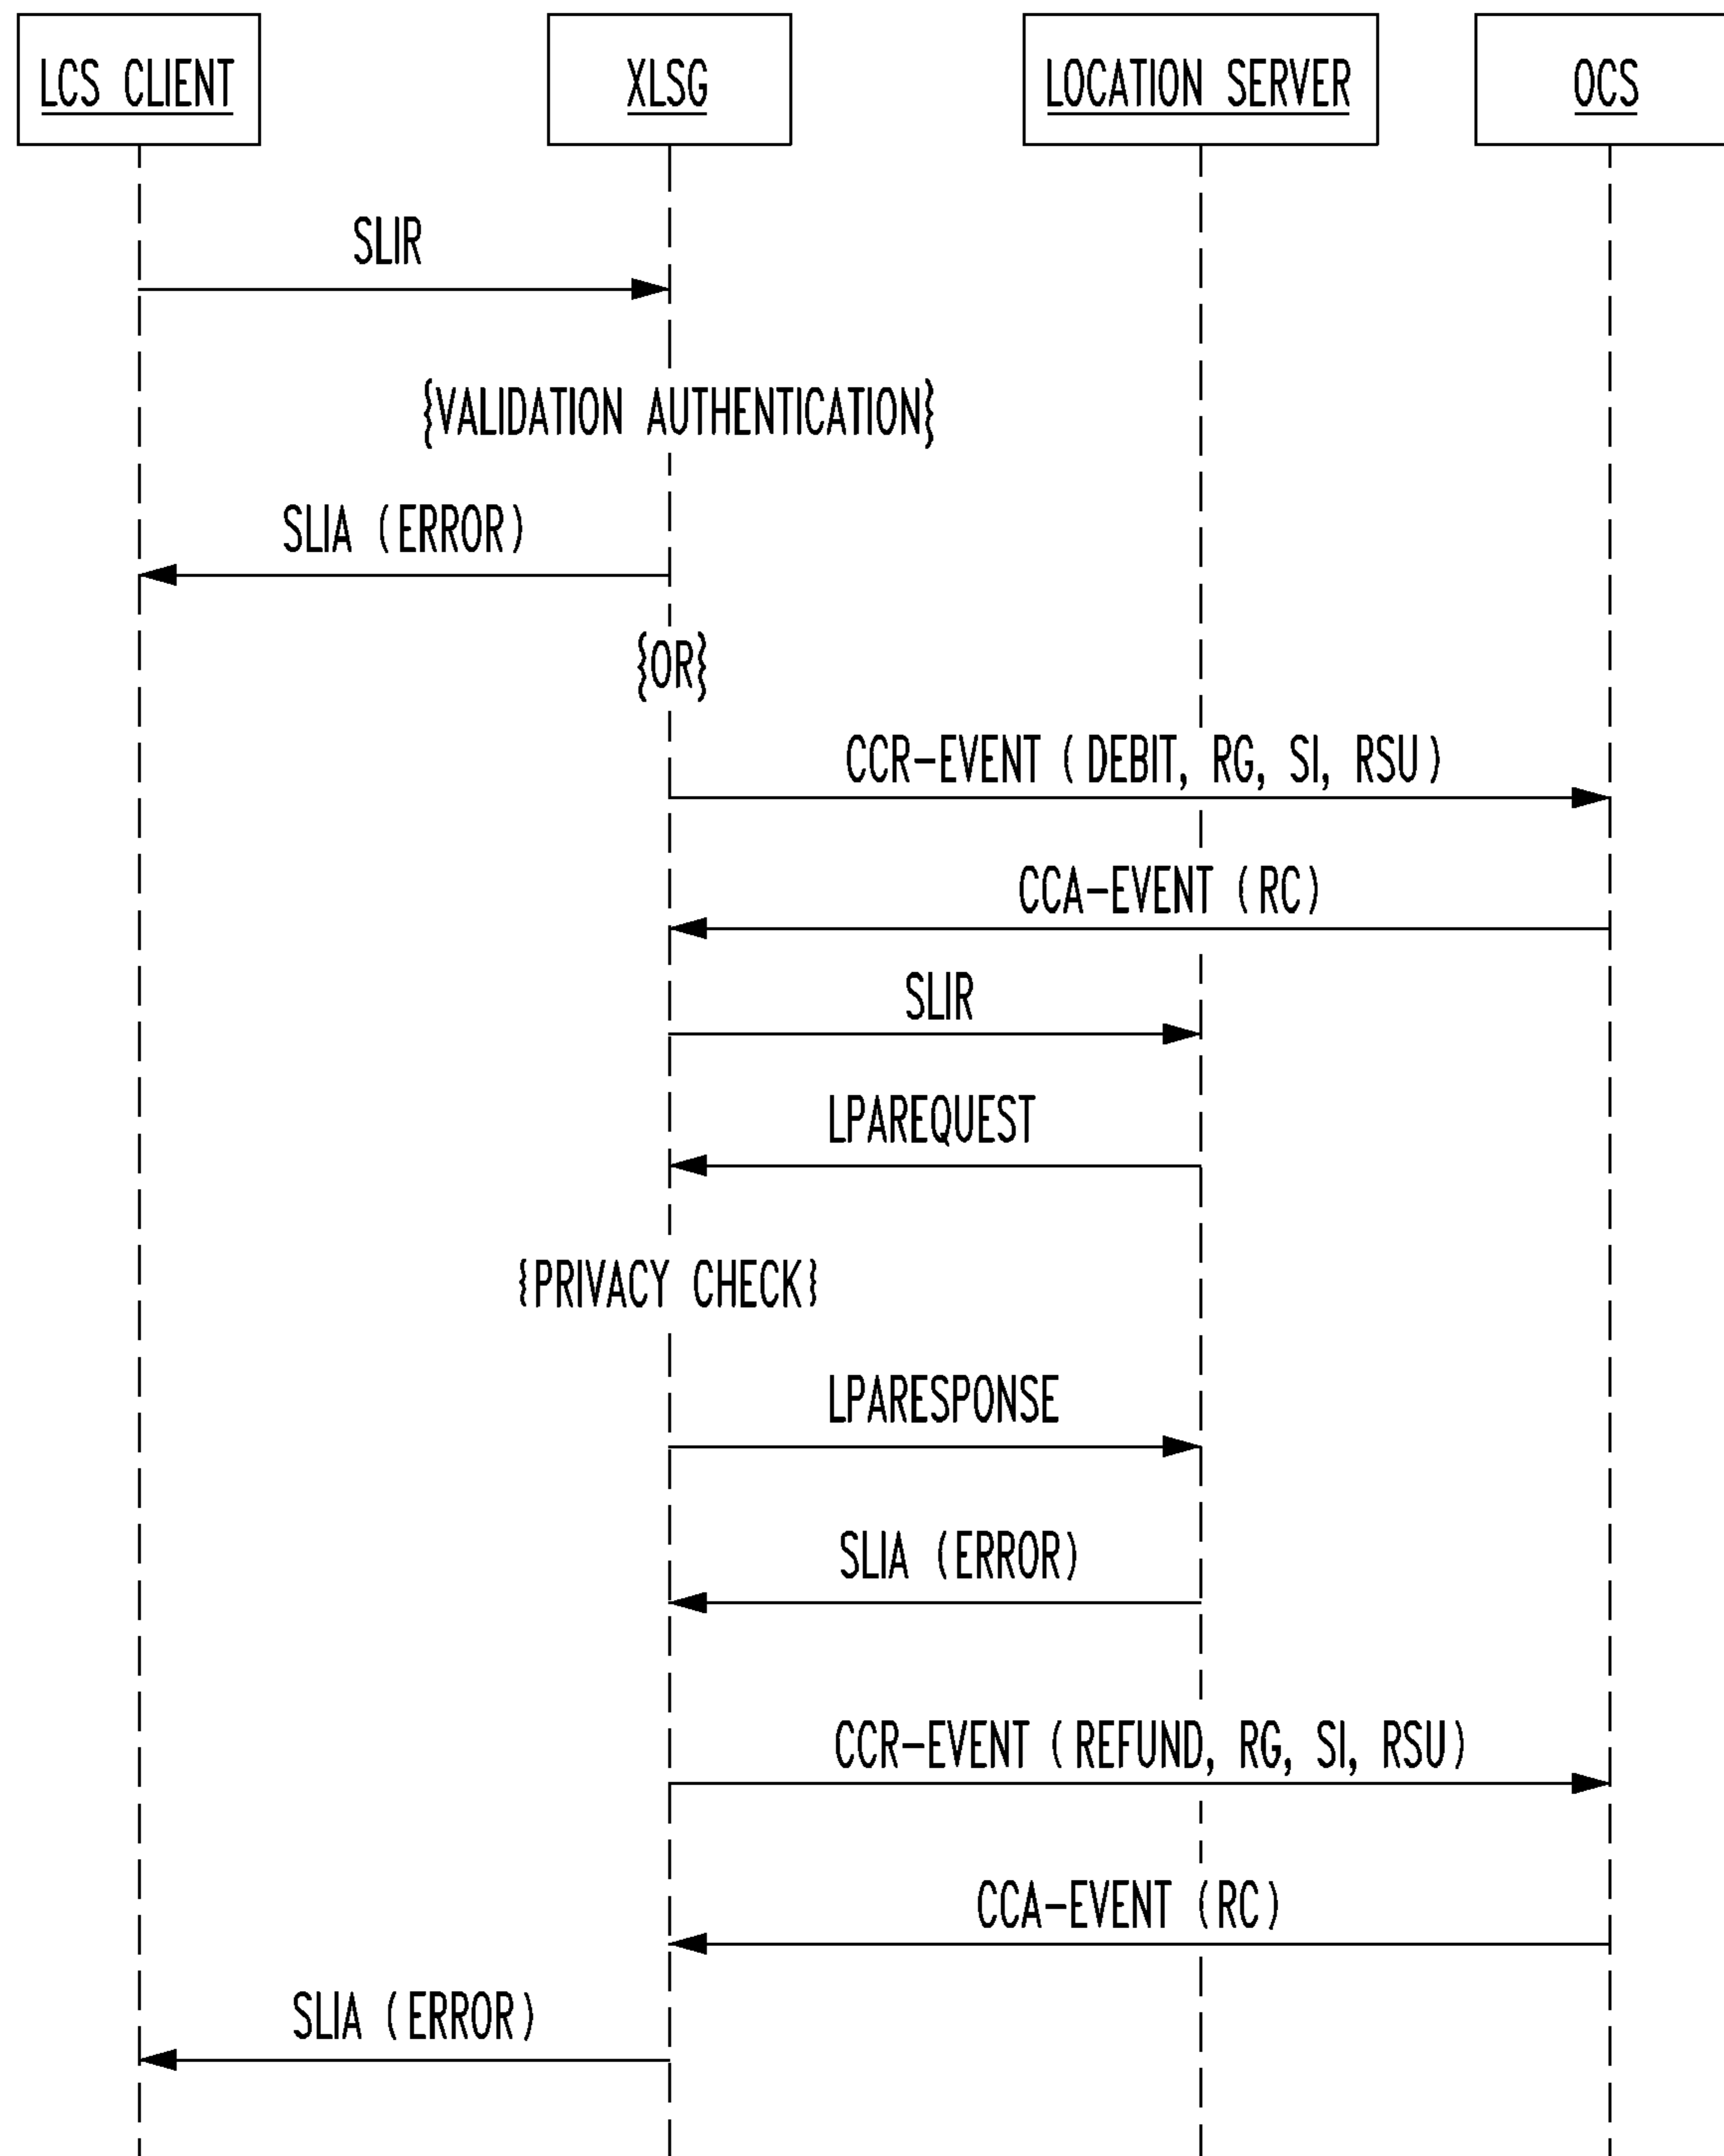 LCS CLIENT
XLSG
LOCATION SERVER
OCS
SLIR
{VALIDATION AUTHENTICATION}
SLIA (ERROR)
{OR}
CCR-EVENT (DEBIT, RG, SI, RSU)
CCA-EVENT (RC)
SLIR
LPAREQUEST
{PRIVACY CHECK}
LPARESPONSE
SLIA (ERROR)
CCR-EVENT (REFUND, RG, SI, RSU)
CCA-EVENT (RC)
SLIA (ERROR)